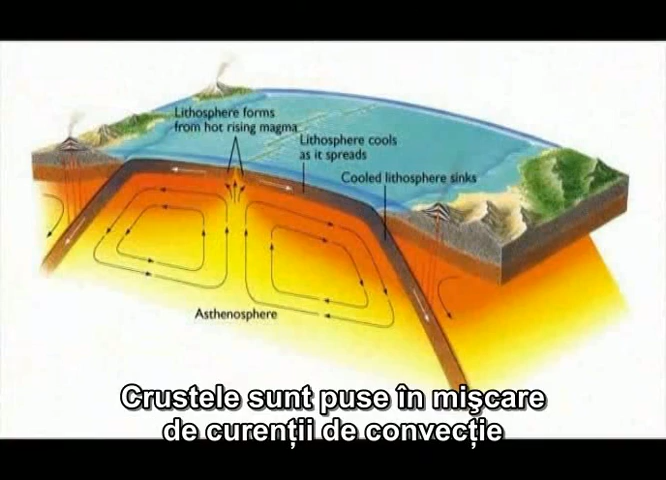 Lithosphere forms
from hot rising magma
Lithosphere cools
as it spreads
Cooled lithosphere sinks
Asthenosphere
Crustele sunt puse în mişcare
de curenţii de convecţie